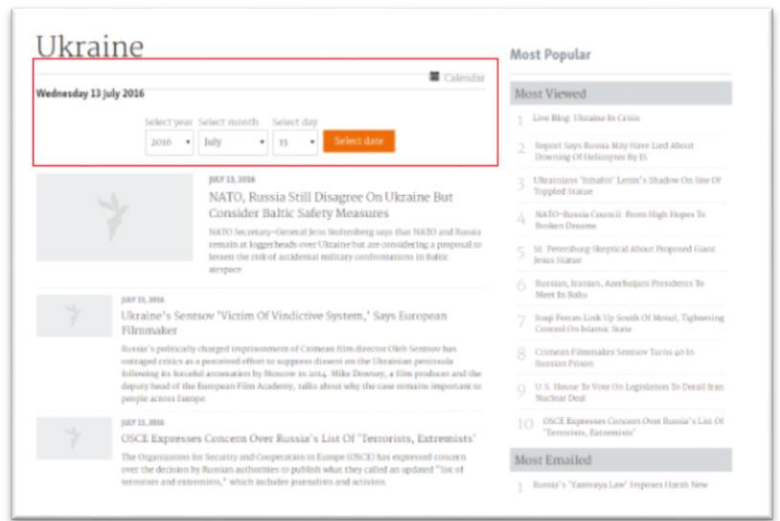 Ukraine
Calendar
Wednesday 13 July 2016
Select year Select month Select day
2016 July 15 Select date
JULY 13, 2016
NATO, Russia Still Disagree On Ukraine But
Consider Baltic Safety Measures
NATO Secretary-General Jens Stoltenberg says that NATO and Russia
remain at loggerheads over Ukraine but are considering a proposal to
lessen the risk of accidental military confrontations in Baltic
airspace
JULY 13, 2016
Ukraine's Sentsov 'Victim Of Vindictive System,' Says European
Filmmaker
Russia's politically charged imprisonment of Crimean film director Oleh Sentsov has
outraged critics as a perceived effort to suppress dissent on the Ukrainian peninsula
following its forceful annexation by Moscow in 2014. Mike Downey, a film producer and the
deputy head of the European Film Academy, talks about why the case remains important to
people across Europe.
JULY 13, 2016
OSCE Expresses Concern Over Russia's List Of 'Terrorists, Extremists'
The Organization for Security and Cooperation in Europe (OSCE) has expressed concern
over the decision by Russian authorities to publish what they called an updated "list of
terrorists and extremists," which includes journalists and activists.
Most Popular
Most Viewed
1 Live Blog: Ukraine In Crisis
2 Report Says Russia May Have Lied About
Downing Of Helicopter By IS
3 Ukrainians 'Inhabit' Lenin's Shadow On Site Of
Toppled Statue
4 NATO-Russia Council: From High Hopes To
Broken Dreams
5 St. Petersburg Skeptical About Proposed Giant
Jesus Statue
6 Russian, Iranian, Azerbaijani Presidents To
Meet In Baku
7 Iraqi Forces Link Up South Of Mosul, Tightening
Control On Islamic State
8 Crimean Filmmaker Sentsov Turns 40 In
Russian Prison
9 U.S. House To Vote On Legislation To Derail Iran
Nuclear Deal
10 OSCE Expresses Concern Over Russia's List Of
'Terrorists, Extremists'
Most Emailed
1 Russia's 'Yarovaya Law' Imposes Harsh New